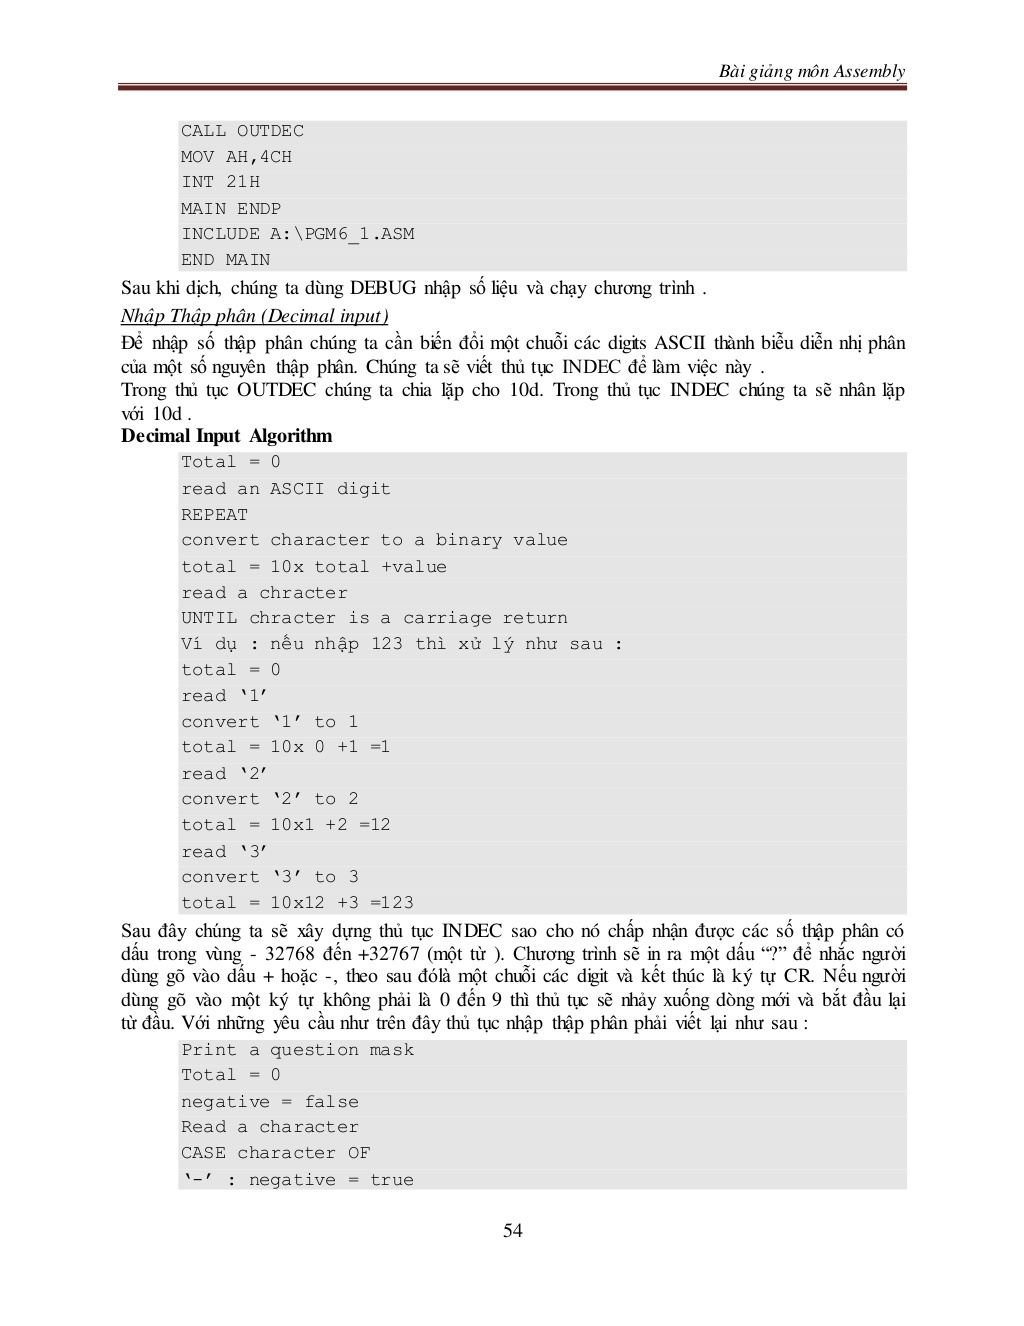 Bài giảng môn Assembly
CALL OUTDEC
MOV AH,4CH
INT 21H
MAIN ENDP
INCLUDE A:\PGM6_1.ASM
END MAIN
Sau khi dịch, chúng ta dùng DEBUG nhập số liệu và chạy chương trình .
Nhập Thập phân (Decimal input)
Để nhập số thập phân chúng ta cần biến đổi một chuỗi các digits ASCII thành biễu diễn nhị phân
của một số nguyên thập phân. Chúng ta sẽ viết thủ tục INDEC để làm việc này .
Trong thủ tục OUTDEC chúng ta chia lặp cho 10d. Trong thủ tục INDEC chúng ta sẽ nhân lặp
với 10d .
Decimal Input Algorithm
Total = 0
read an ASCII digit
REPEAT
convert character to a binary value
total = 10x total +value
read a chracter
UNTIL chracter is a carriage return
Ví dụ : nếu nhập 123 thì xử lý như sau :
total = 0
read ‘1’
convert ‘1’ to 1
total = 10x 0 +1 =1
read ‘2’
convert ‘2’ to 2
total = 10x1 +2 =12
read ‘3’
convert ‘3’ to 3
total = 10x12 +3 =123
Sau đây chúng ta sẽ xây dựng thủ tục INDEC sao cho nó chấp nhận được các số thập phân có
dấu trong vùng - 32768 đến +32767 (một từ ). Chương trình sẽ in ra một dấu “?” để nhắc người
dùng gõ vào dấu + hoặc -, theo sau đólà một chuỗi các digit và kết thúc là ký tự CR. Nếu người
dùng gõ vào một ký tự không phải là 0 đến 9 thì thủ tục sẽ nhảy xuống dòng mới và bắt đầu lại
từ đầu. Với những yêu cầu như trên đây thủ tục nhập thập phân phải viết lại như sau :
Print a question mask
Total = 0
negative = false
Read a character
CASE character OF
‘-’ : negative = true
54